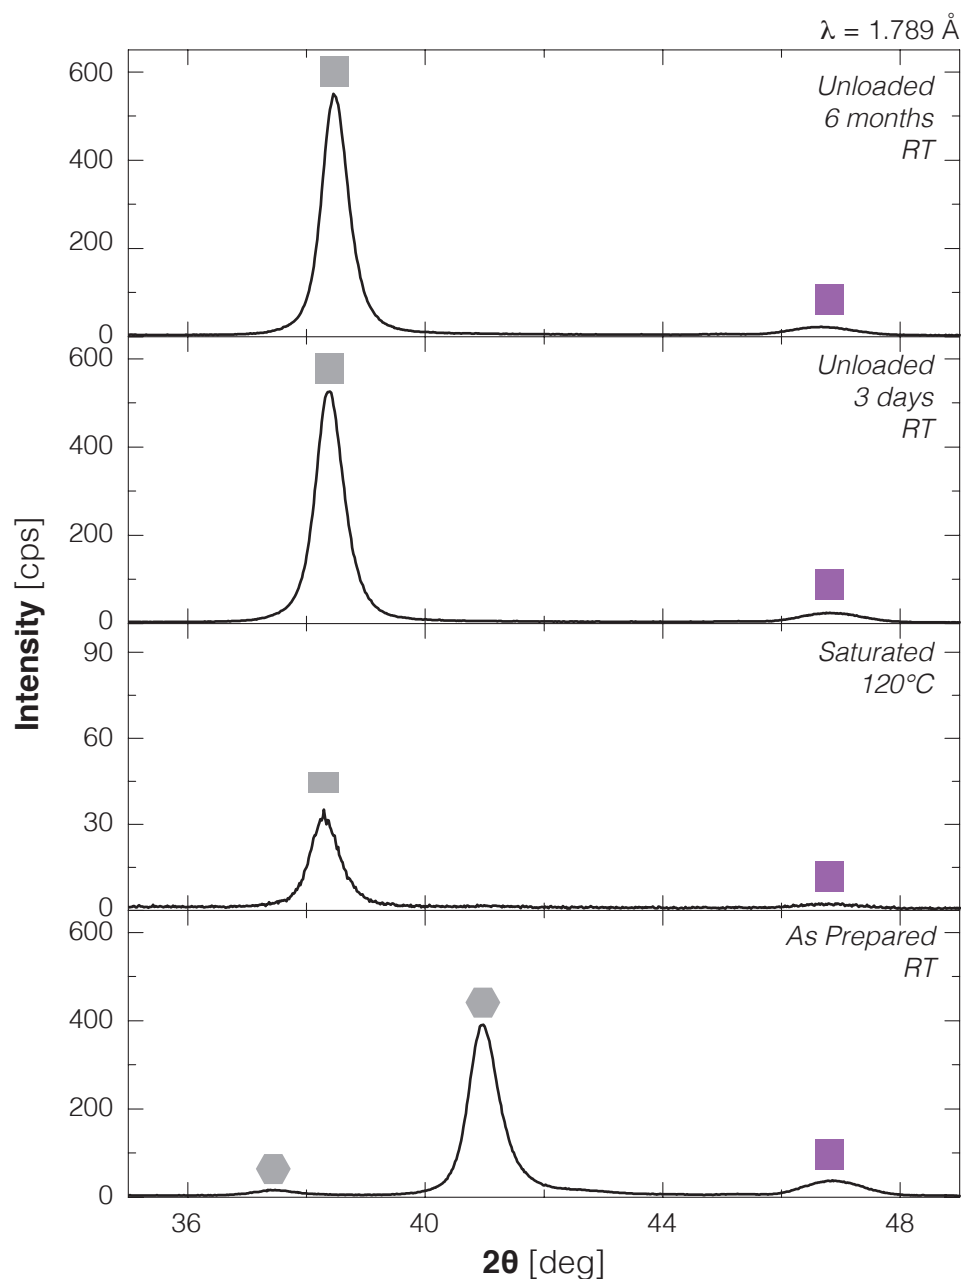 λ = 1.789 Å
600
400
200
0
Unloaded
6 months
RT
600
400
200
0
Unloaded
3 days
RT
90
60
30
0
Saturated
120°C
600
400
200
0
As Prepared
RT
36
40
44
48
Intensity [cps]
2θ [deg]